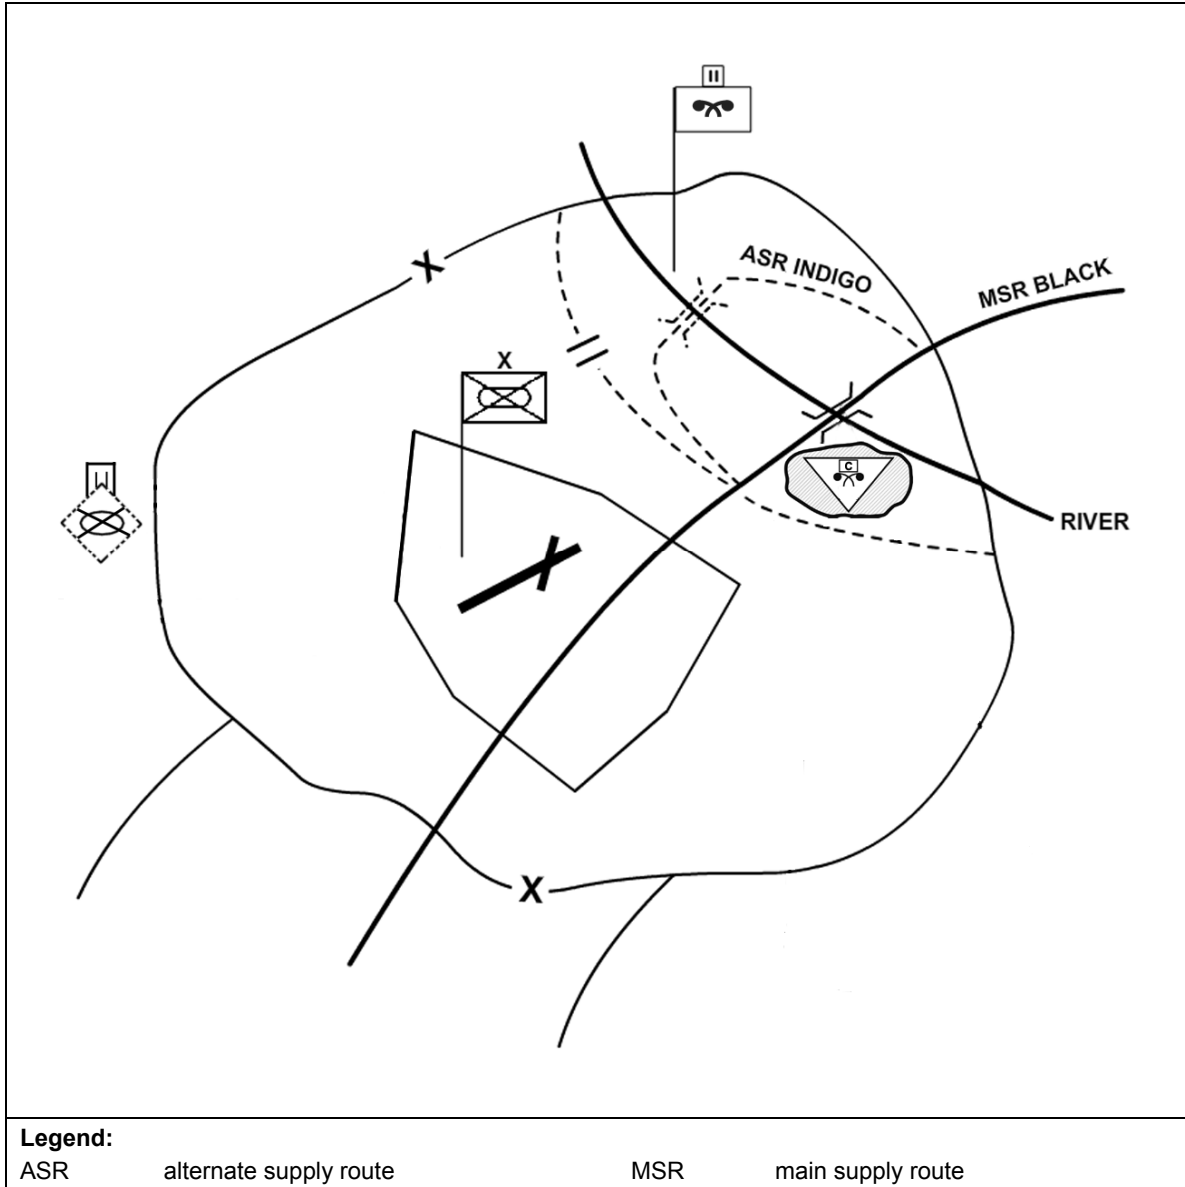 II
ASR INDIGO
MSR BLACK
X
X
C
RIVER
X
Legend:
ASR alternate supply route MSR main supply route